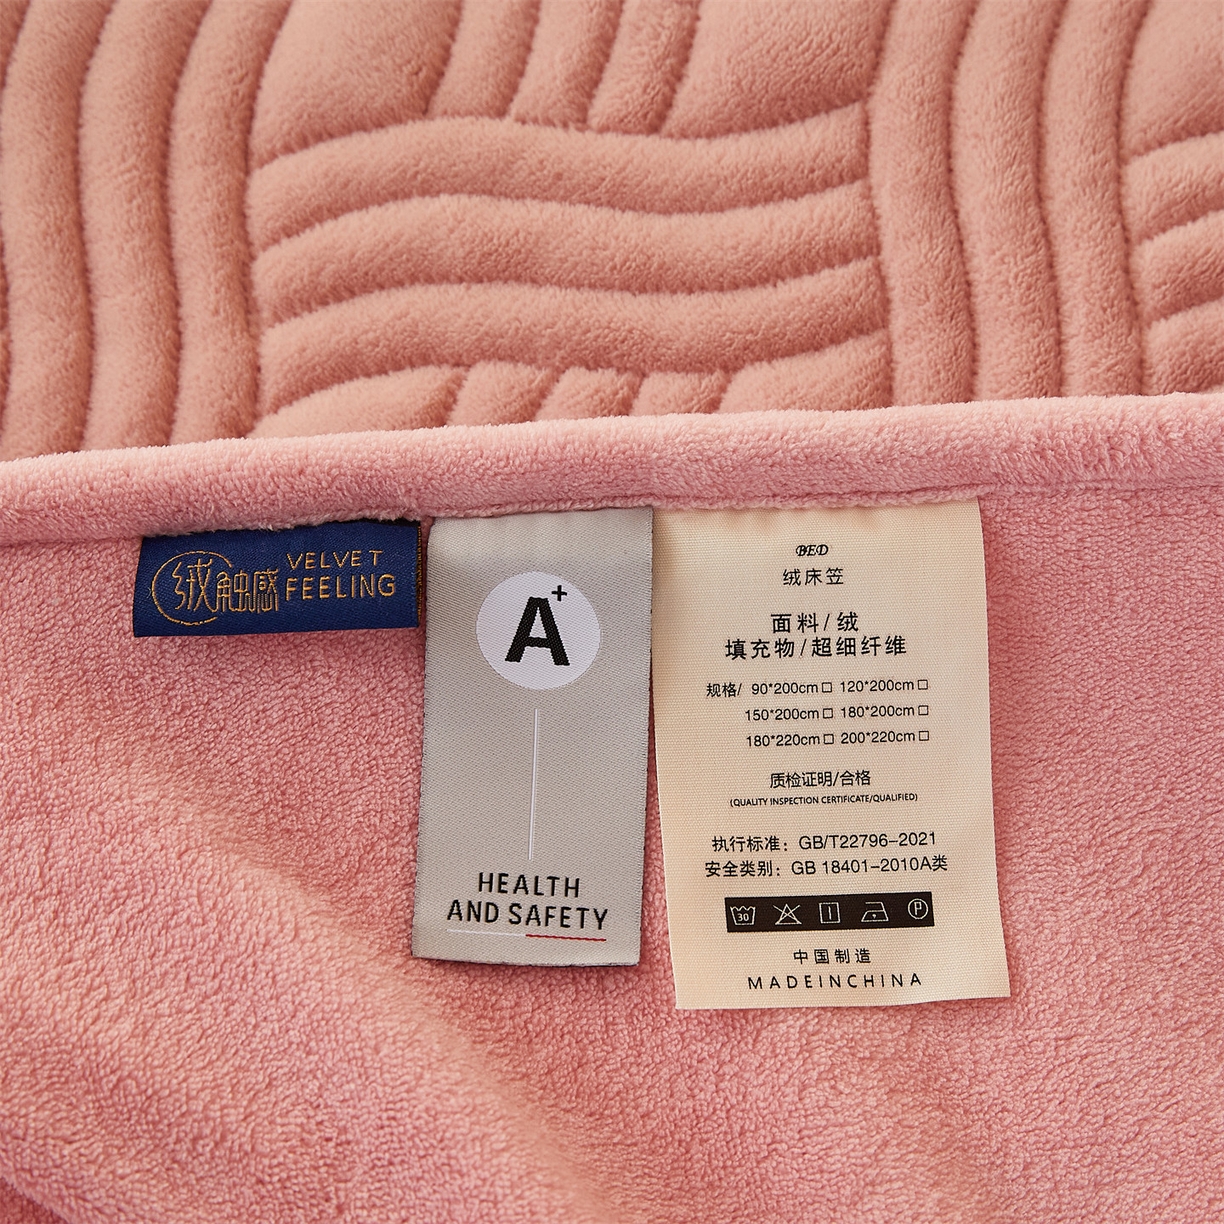 绒触感
VELVET
FEELING
A+
HEALTH
AND SAFETY
BED
绒床笠
面料/绒
填充物/超细纤维
规格/ 90*200cm□ 120*200cm□
150*200cm□ 180*200cm□
180*220cm□ 200*220cm□
质检证明/合格
(QUALITY INSPECTION CERTIFICATE/QUALIFIED)
执行标准：GB/T22796-2021
安全类别：GB 18401-2010A类
30 P
中国制造
MADEINCHINA